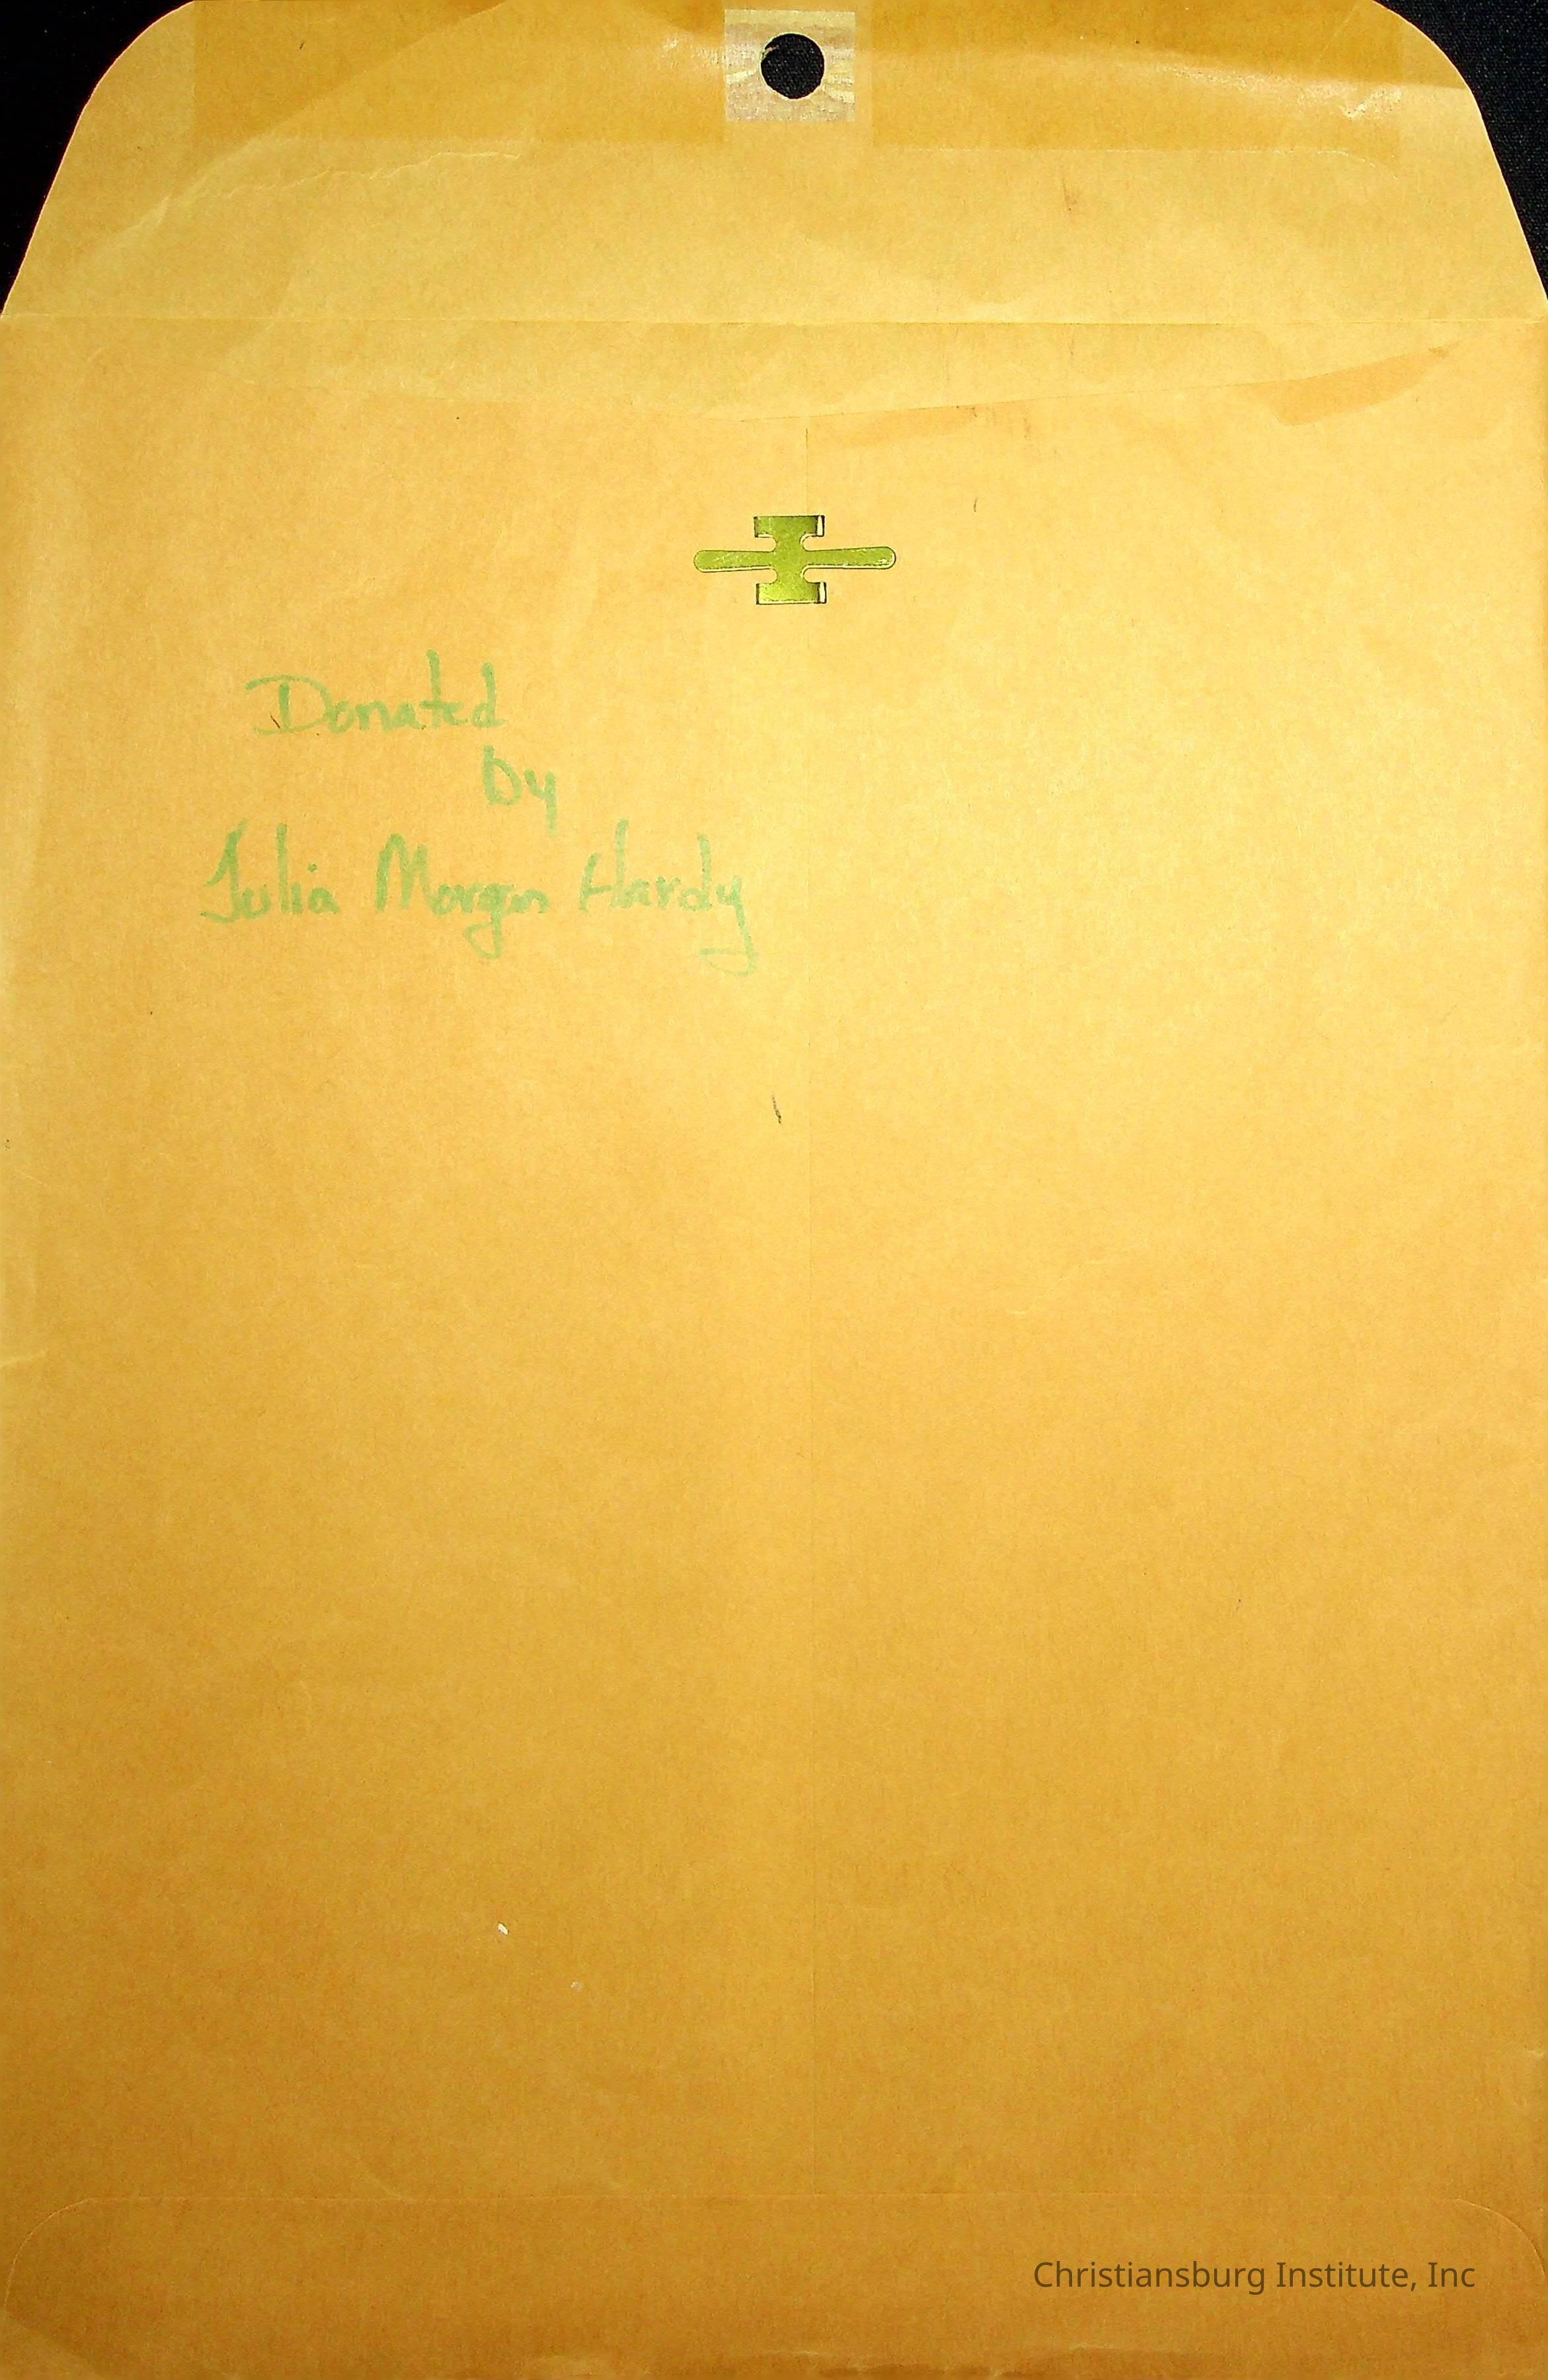 Donated
by
Julia Morgan Hardy
Christiansburg Institute, Inc